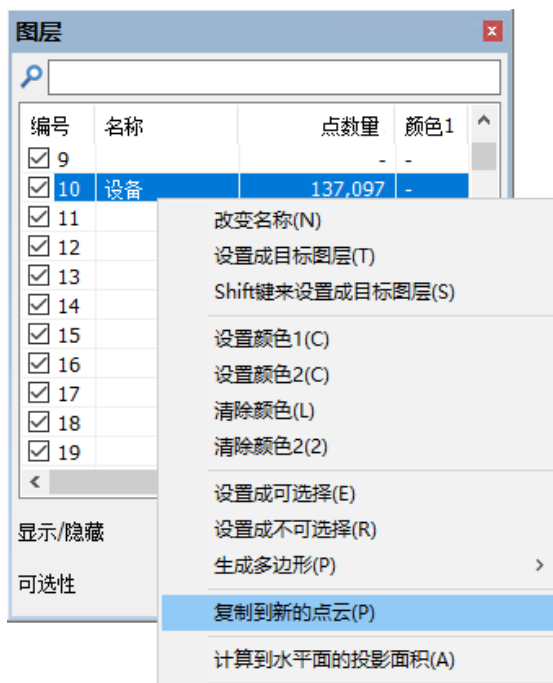 图层
编号 名称 点数量 颜色1
9 - -
10 设备 137,097 -
11
12
13
14
15
16
17
18
19
显示/隐藏
可选性
改变名称(N)
设置成目标图层(T)
Shift键来设置成目标图层(S)
设置颜色1(C)
设置颜色2(C)
清除颜色(L)
清除颜色2(2)
设置成可选择(E)
设置成不可选择(R)
生成多边形(P)
复制到新的点云(P)
计算到水平面的投影面积(A)